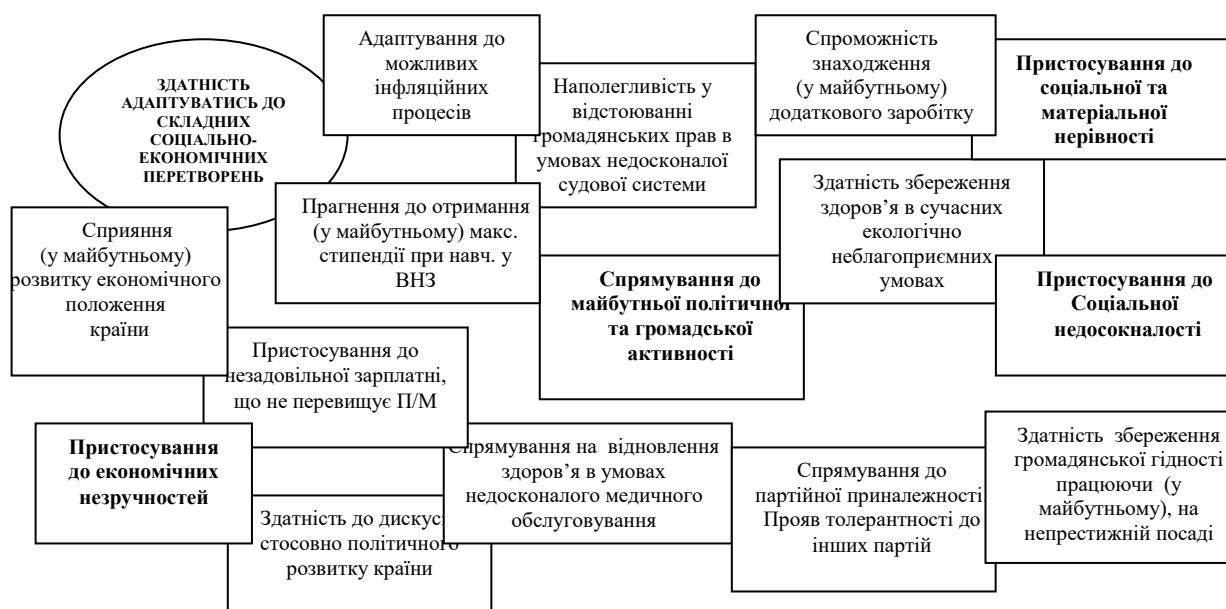 ЗДАТНІСТЬ
АДАПТУВАТИСЬ ДО
СКЛАДНИХ
СОЦІАЛЬНО-
ЕКОНОМІЧНИХ
ПЕРЕТВОРЕНЬ
Адаптування до
можливих
інфляційних
процесів
Наполегливість у
відстоюванні
громадянських прав в
умовах недосконалої
судової системи
Спроможність
знаходження
(у майбутньому)
додаткового заробітку
Пристосування до
соціальної та
матеріальної
нерівності
Сприяння
(у майбутньому)
розвитку економічного
положення
країни
Прагнення до отримання
(у майбутньому) макс.
стипендії при навч. у
ВНЗ
Спрямування до
майбутньої політичної
та громадської
активності
Здатність збереження
здоров’я в сучасних
екологічно
неблагоприємних
умовах
Пристосування до
Соціальної
недосокналості
Пристосування до
незадовільної зарплатні,
що не перевищує П/М
Пристосування
до економічних
незручностей
Здатність до дискусі
стосовно політичного
розвитку країни
Спрямування на відновлення
здоров’я в умовах
недосконалого медичного
обслуговування
Спрямування до
партійної приналежності
Прояв толерантності до
інших партій
Здатність збереження
громадянської гідності
працюючи (у
майбутньому), на
непрестижній посаді